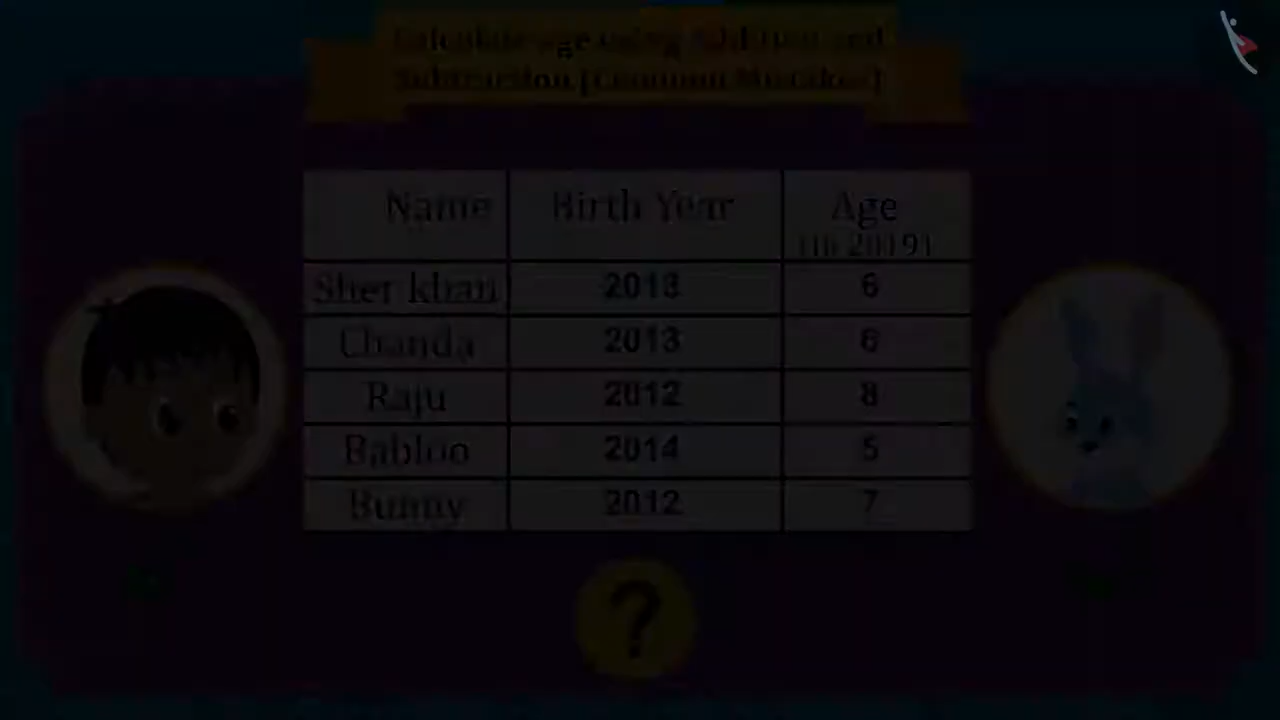 Calculate age using Addition and
Subtraction [Common Mistakes]
Name Birth Year Age
(In 2019)
Sher khan 2013 6
Chanda 2013 6
Raju 2012 8
Babloo 2014 5
Bunny 2012 7
?